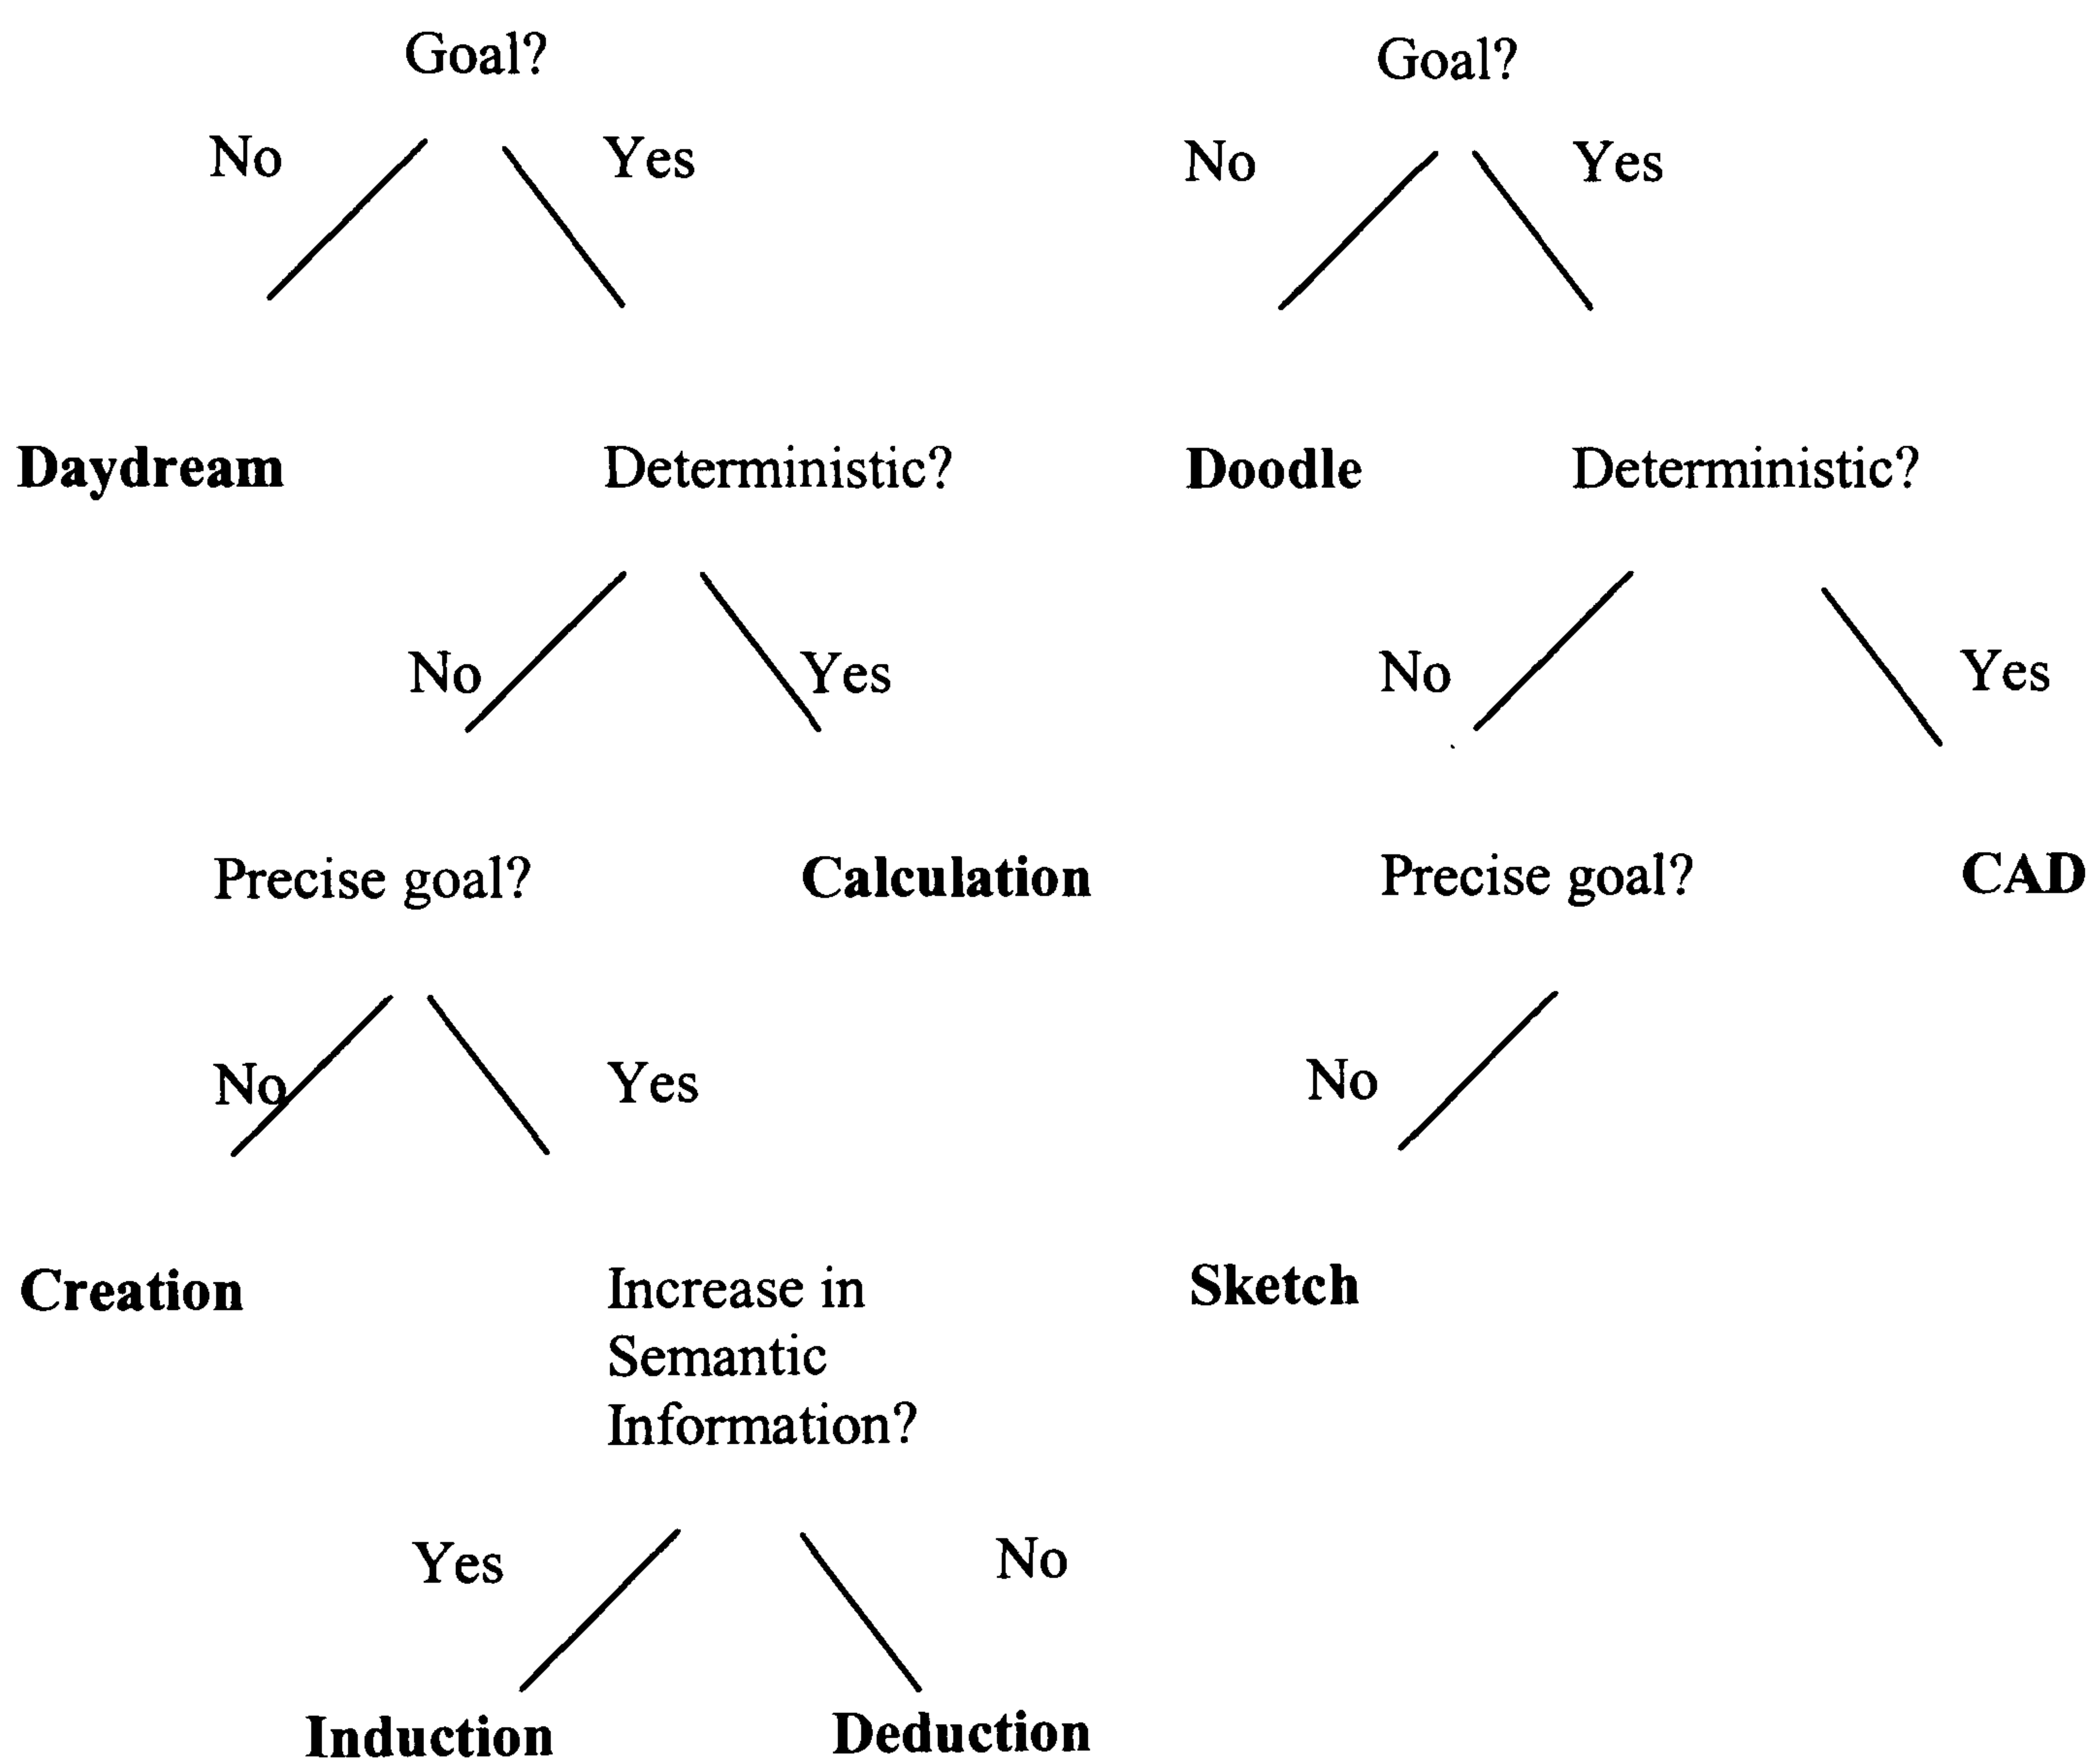 Goal?
No
Yes
Daydream
Deterministic?
No
Yes
Precise goal?
Calculation
No
Yes
Creation
Increase in
Semantic
Information?
Yes
No
Induction
Deduction
Goal?
No
Yes
Doodle
Deterministic?
No
Yes
Precise goal?
CAD
No
Sketch